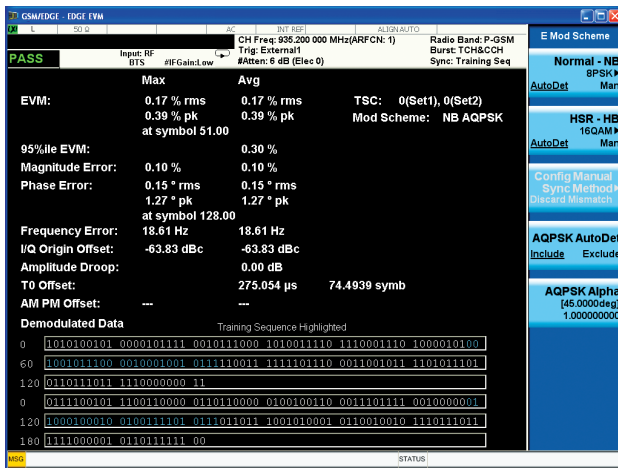 GSM/EDGE - EDGE EVM
L 50 Ω AC INT REF ALIGN AUTO
CH Freq: 935.200 000 MHz(ARFCN: 1) Radio Band: P-GSM
Trig: External1 Burst: TCH&CCH
#Atten: 6 dB (Elec 0) Sync: Training Seq
PASS
Input: RF
BTS #IFGain:Low
Max Avg
EVM: 0.17 % rms 0.17 % rms TSC: 0(Set1), 0(Set2)
0.39 % pk 0.39 % pk Mod Scheme: NB AQPSK
at symbol 51.00
95%ile EVM: 0.30 %
Magnitude Error: 0.10 % 0.10 %
Phase Error: 0.15 ° rms 0.15 ° rms
1.27 ° pk 1.27 ° pk
at symbol 128.00
Frequency Error: 18.61 Hz 18.61 Hz
I/Q Origin Offset: -63.83 dBc -63.83 dBc
Amplitude Droop: 0.00 dB
T0 Offset: 275.054 µs 74.4939 symb
AM PM Offset: --- ---
Demodulated Data Training Sequence Highlighted
0 1010100101 0000101111 0010111000 1010011110 1110001110 1000010100
60 1001011100 0010001001 0111110011 1111101110 0011001011 1101011101
120 0110111011 1110000000 11
0 0111100101 1100110000 0110110000 0100100110 0011101111 0010000001
120 1000100010 0100111101 0111011011 1001010001 0110010010 1110111011
180 1111000001 0110111111 00
MSG STATUS
E Mod Scheme
Normal - NB
8PSK
AutoDet Man
HSR - HB
16QAM
AutoDet Man
Config Manual
Sync Method
Discard Mismatch
AQPSK AutoDet
Include Exclude
AQPSK Alpha
[45.0000deg]
1.000000000